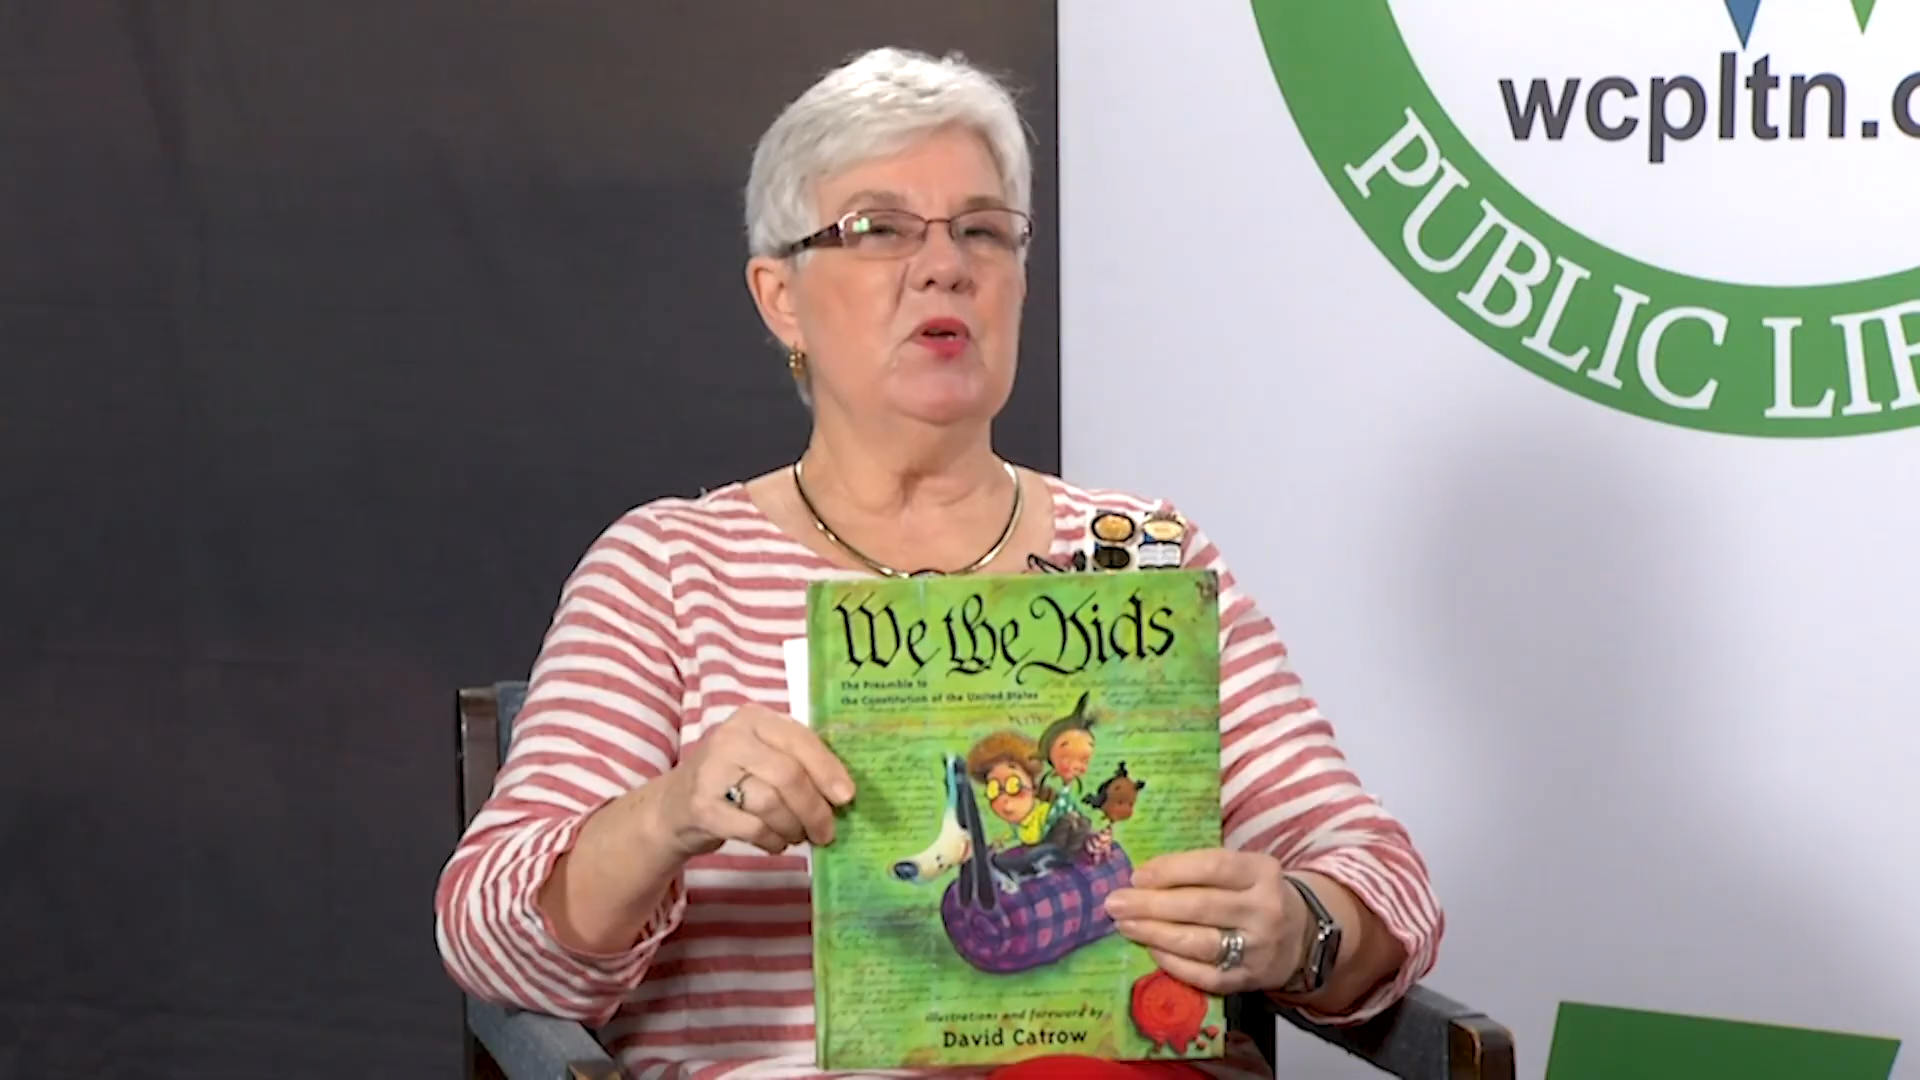 wcpltn.
PUBLIC
We the Kids
The Preamble to
the Constitution of the United States
illustrations and foreword by
David Catrow